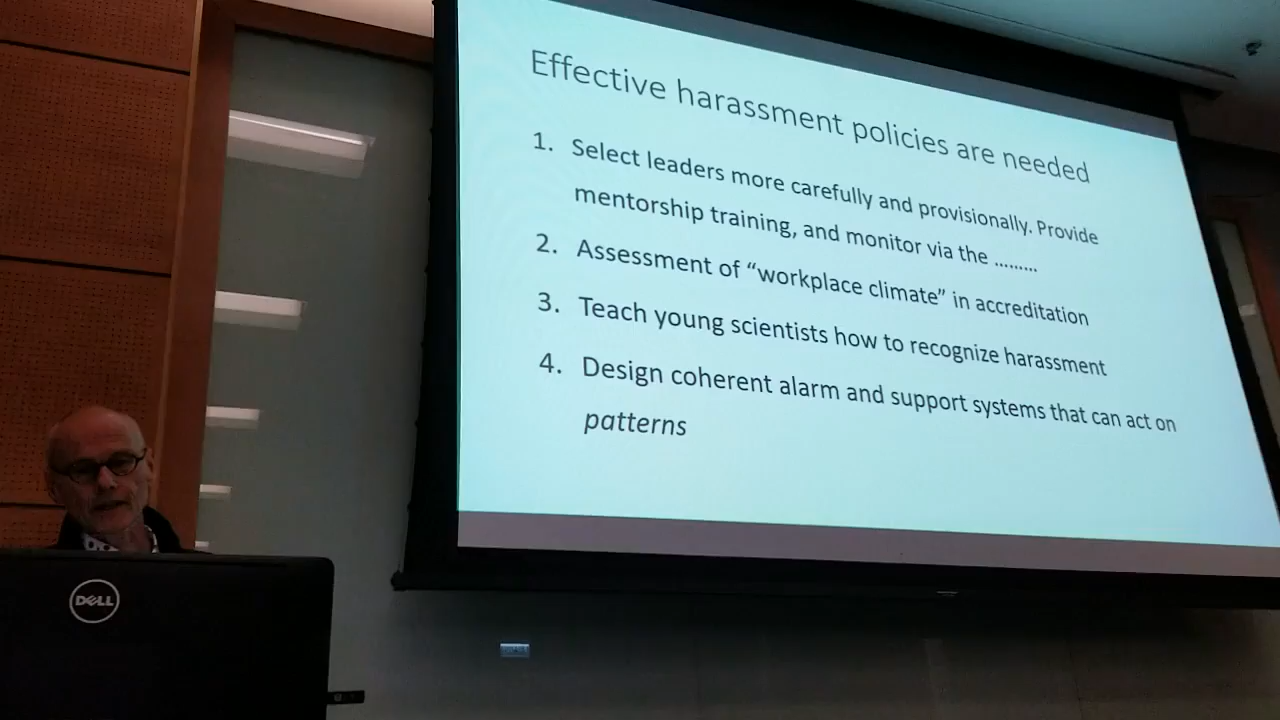 Effective harassment policies are needed
1. Select leaders more carefully and provisionally. Provide
mentorship training, and monitor via the .........
2. Assessment of “workplace climate” in accreditation
3. Teach young scientists how to recognize harassment
4. Design coherent alarm and support systems that can act on
patterns
DELL